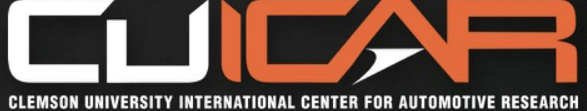 CUICAR
CLEMSON UNIVERSITY INTERNATIONAL CENTER FOR AUTOMOTIVE RESEARCH